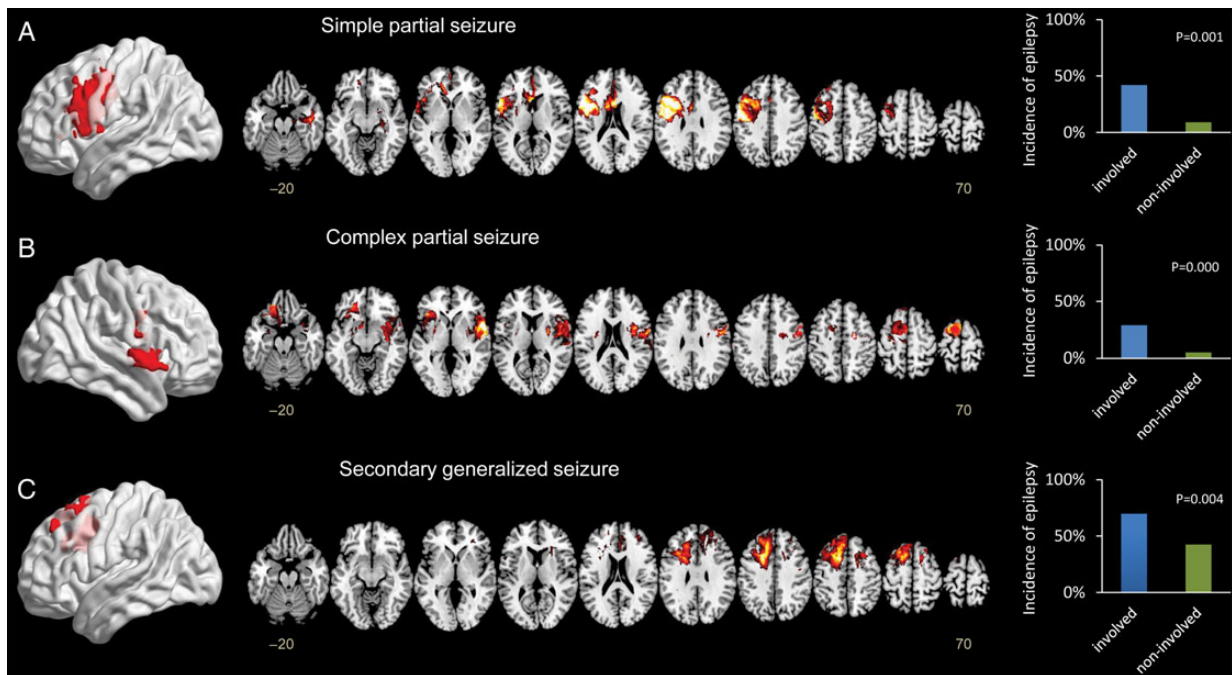 A
Simple partial seizure
−20
70
Incidence of epilepsy
100%
50%
0%
P=0.001
involved
non-involved
B
Complex partial seizure
−20
70
Incidence of epilepsy
100%
50%
0%
P=0.000
involved
non-involved
C
Secondary generalized seizure
−20
70
Incidence of epilepsy
100%
50%
0%
P=0.004
involved
non-involved